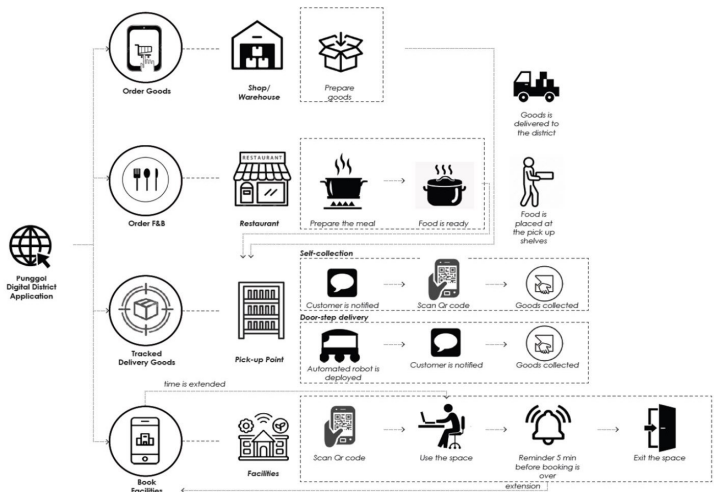 Order Goods
Shop/
Warehouse
Prepare
goods
Goods is
delivered to
the district
RESTAURANT
Order F&B
Restaurant
Prepare the meal
Food is ready
Food is
placed at
the pick up
shelves
Punggol
Digital District
Application
Self-collection
Customer is notified
Scan Qr code
Goods collected
Door-step delivery
Tracked
Delivery Goods
Pick-up Point
Automated robot is
deployed
Customer is notified
Goods collected
time is extended
Book
Facilities
Facilities
Scan Qr code
Use the space
Reminder 5 min
before booking is
over
Exit the space
extension